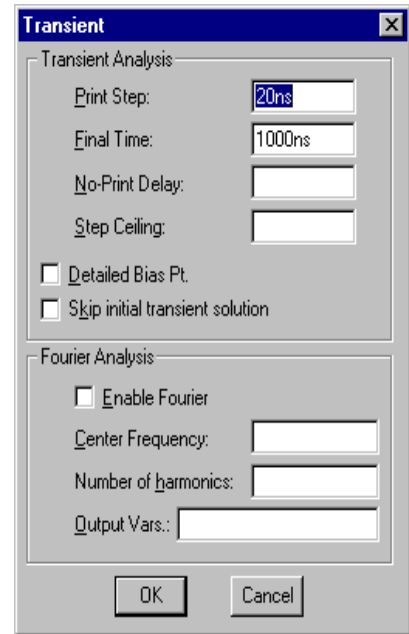 Transient
Transient Analysis
Print Step: 20ns
Final Time: 1000ns
No-Print Delay:
Step Ceiling:
Detailed Bias Pt.
Skip initial transient solution
Fourier Analysis
Enable Fourier
Center Frequency:
Number of harmonics:
Output Vars.:
OK Cancel